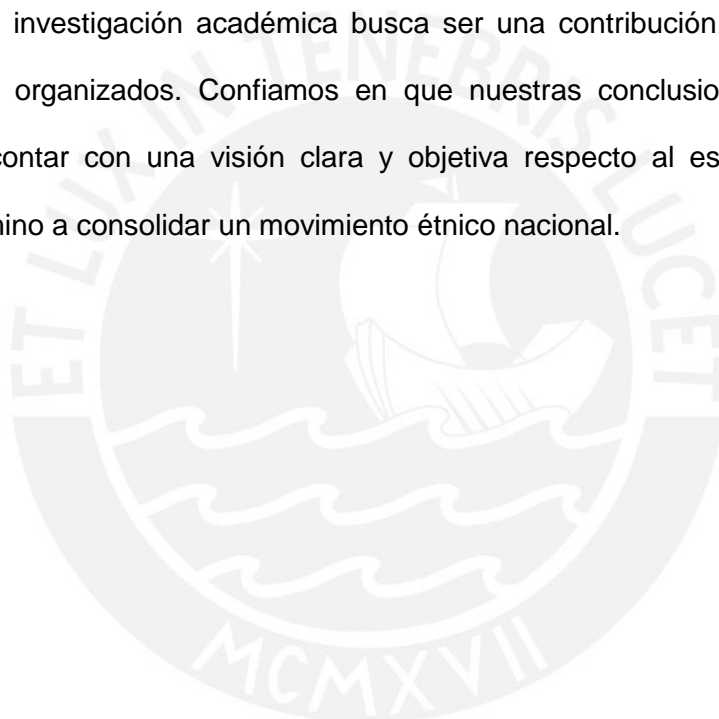 investigación académica busca ser una contribución
organizados. Confiamos en que nuestras conclusio
contar con una visión clara y objetiva respecto al es
nino a consolidar un movimiento étnico nacional.
ET LUX IN TENEBRIS LUCET
MCMXVII